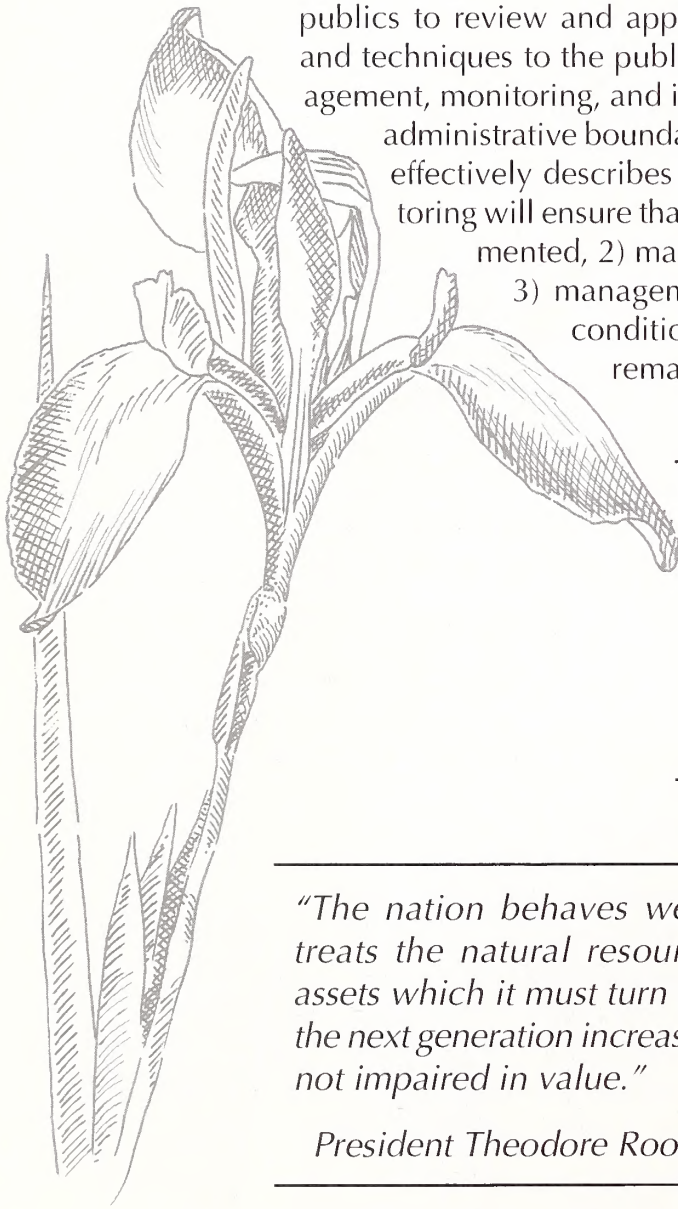 publics to review and app
and techniques to the publ
agement, monitoring, and i
administrative bounda
effectively describes
toring will ensure tha
mented, 2) ma
3) managen
conditio
rema
“The nation behaves we
treats the natural resour
assets which it must turn
the next generation increas
not impaired in value.”
President Theodore Roo